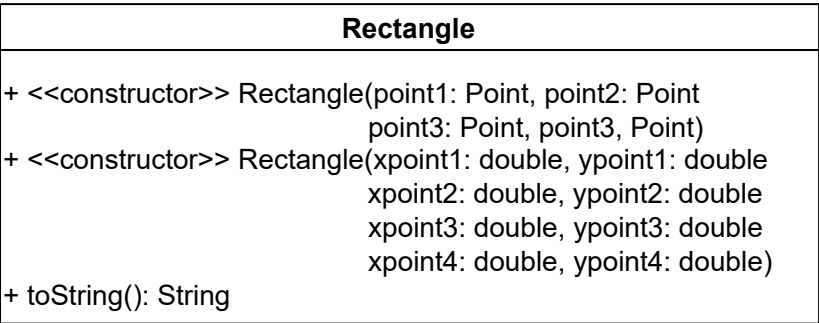 Rectangle
+ <<constructor>> Rectangle(point1: Point, point2: Point
point3: Point, point3, Point)
+ <<constructor>> Rectangle(xpoint1: double, ypoint1: double
xpoint2: double, ypoint2: double
xpoint3: double, ypoint3: double
xpoint4: double, ypoint4: double)
+ toString(): String